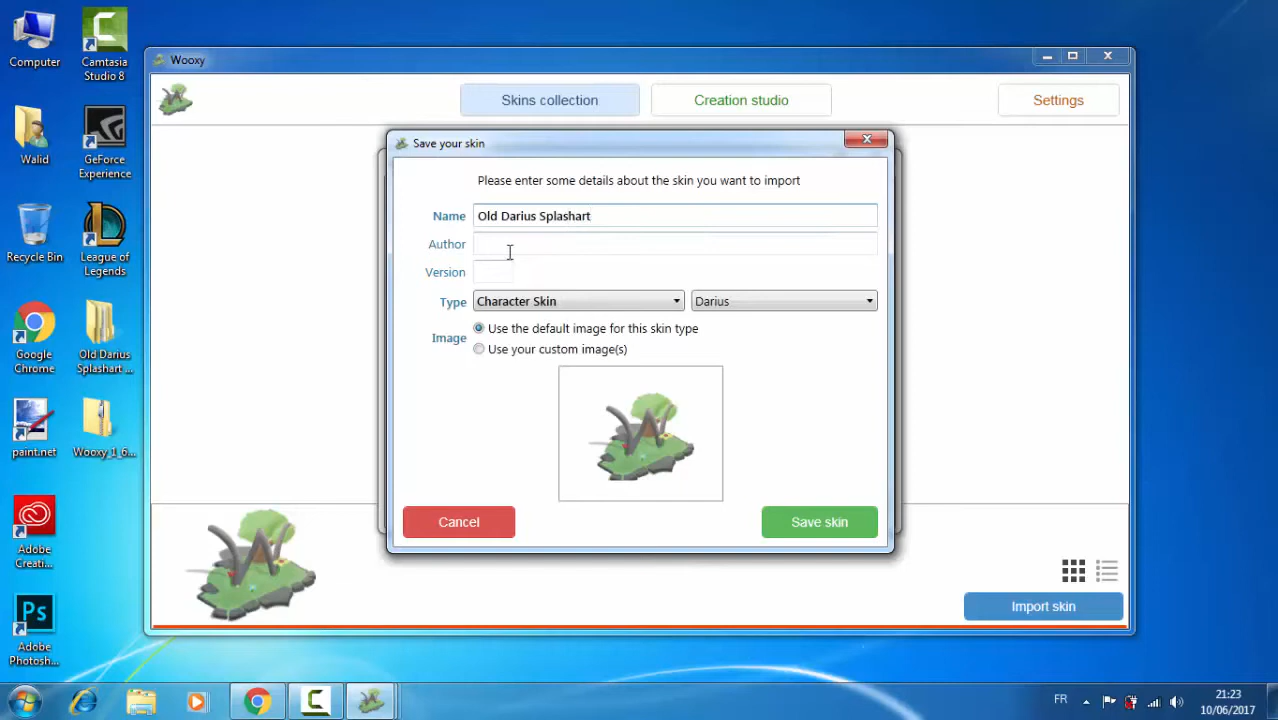 Computer
Camtasia
Studio 8
Walid
GeForce
Experience
Recycle Bin
League of
Legends
Google
Chrome
Old Darius
Splashart ...
paint.net
Wooxy_1_6...
Adobe
Creati...
Ps
Adobe
Photosh...
Wooxy
Skins collection
Creation studio
Settings
Save your skin
Please enter some details about the skin you want to import
Name
Old Darius Splashart
Author
Version
Type
Character Skin
Darius
Image
Use the default image for this skin type
Use your custom image(s)
Cancel
Save skin
Import skin
FR
21:23
10/06/2017